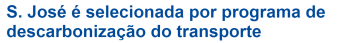 S. José é selecionada por programa de
descarbonização do transporte